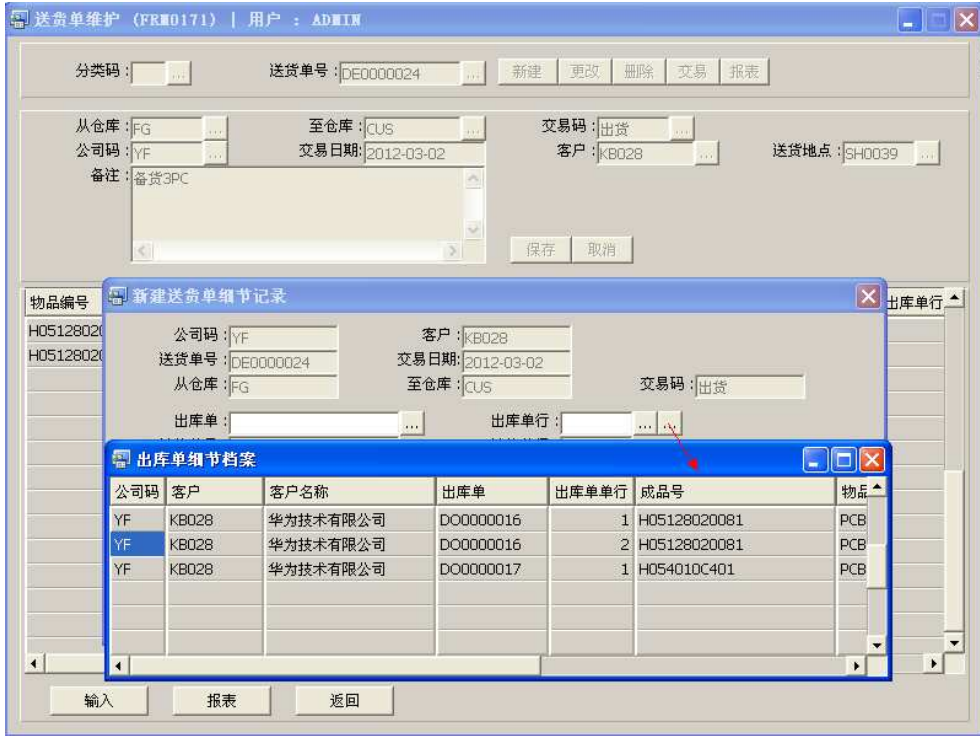 送货单维护 (FRM0171) | 用户 : ADMIN
分类码 : ... 送货单号 : DE0000024 ... 新建 更改 删除 交易 报表
从仓库 : FG ... 至仓库 : CUS ... 交易码 : 出货 ...
公司码 : YF ... 交易日期: 2012-03-02 客户 : KB028 ... 送货地点 : SH0039 ...
备注 : 备货3PC
保存 取消
物品编号 出库单行
H05128020
H05128020
新建送货单细节记录
公司码 : YF 客户 : KB028
送货单号 : DE0000024 交易日期: 2012-03-02
从仓库 : FG 至仓库 : CUS 交易码 : 出货
出库单 : ... 出库单行 : ... ...
出库单细节档案
公司码 客户 客户名称 出库单 出库单单行 成品号 物品
YF KB028 华为技术有限公司 DO0000016 1 H05128020081 PCB
YF KB028 华为技术有限公司 DO0000016 2 H05128020081 PCB
YF KB028 华为技术有限公司 DO0000017 1 H054010C401 PCB
输入 报表 返回